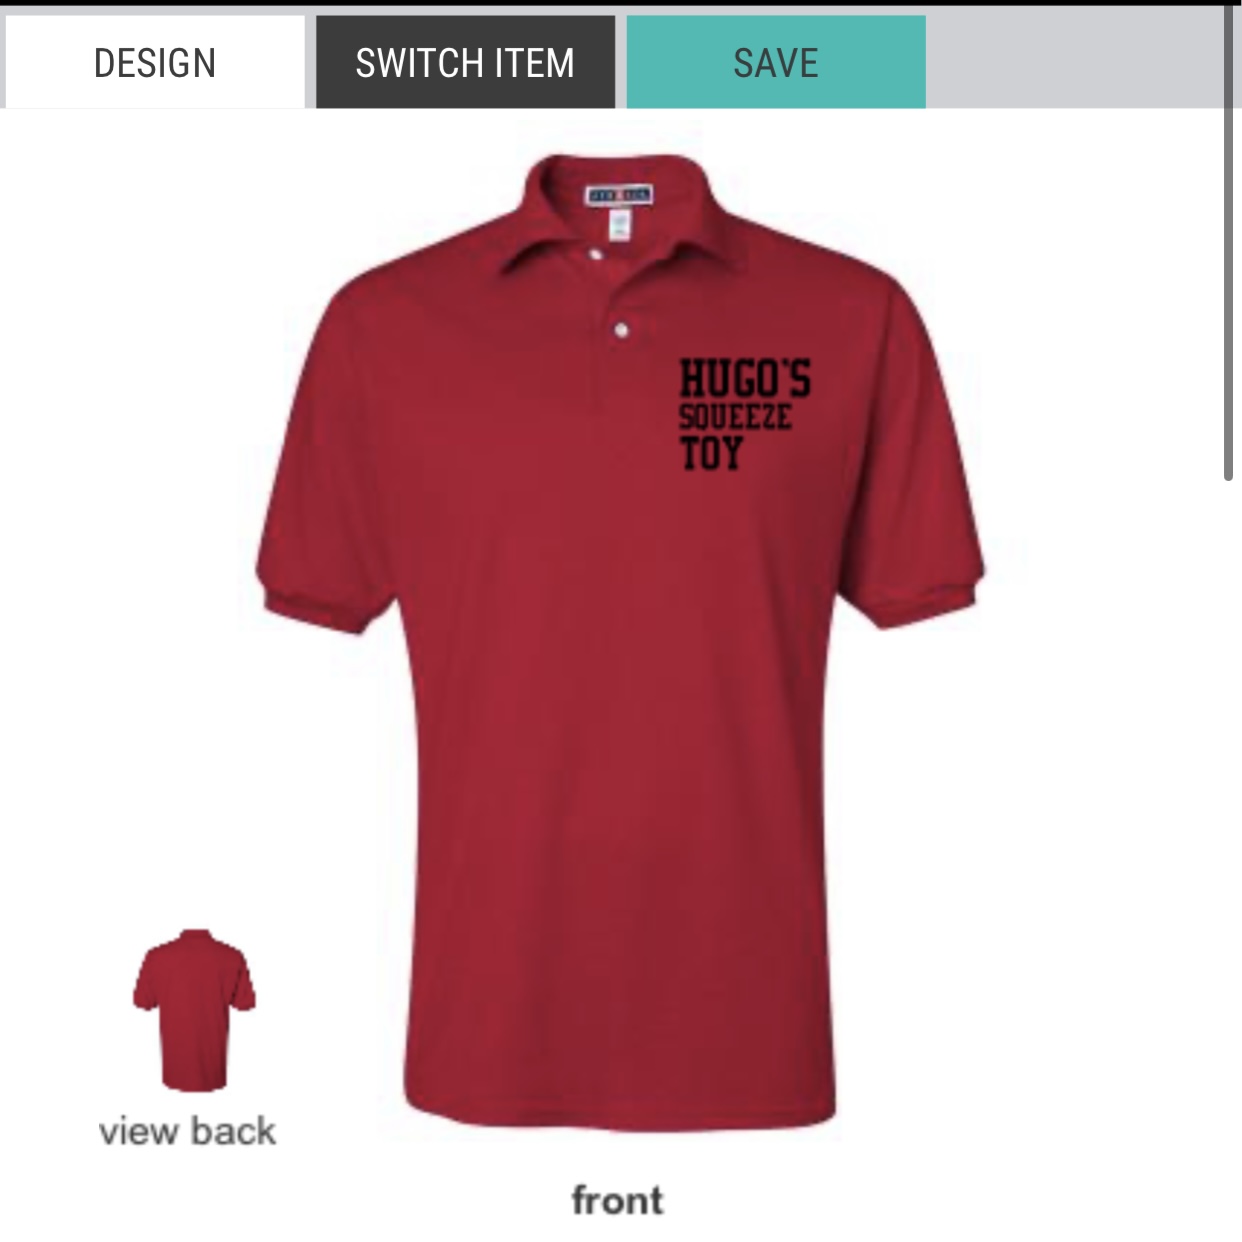 DESIGN
SWITCH ITEM
SAVE
HUGO'S
SQUEEZE
TOY
view back
front